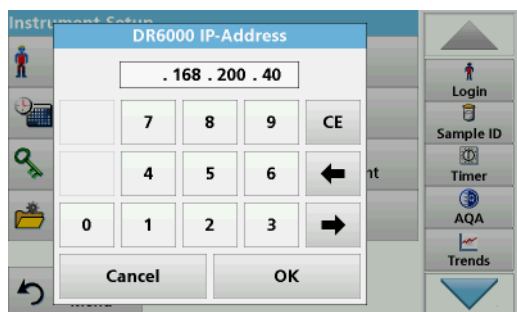 Instrument Setup
DR6000 IP-Address
. 168 . 200 . 40
7 8 9 CE
4 5 6
0 1 2 3
Cancel OK
Menu
Login
Sample ID
Timer
AQA
Trends